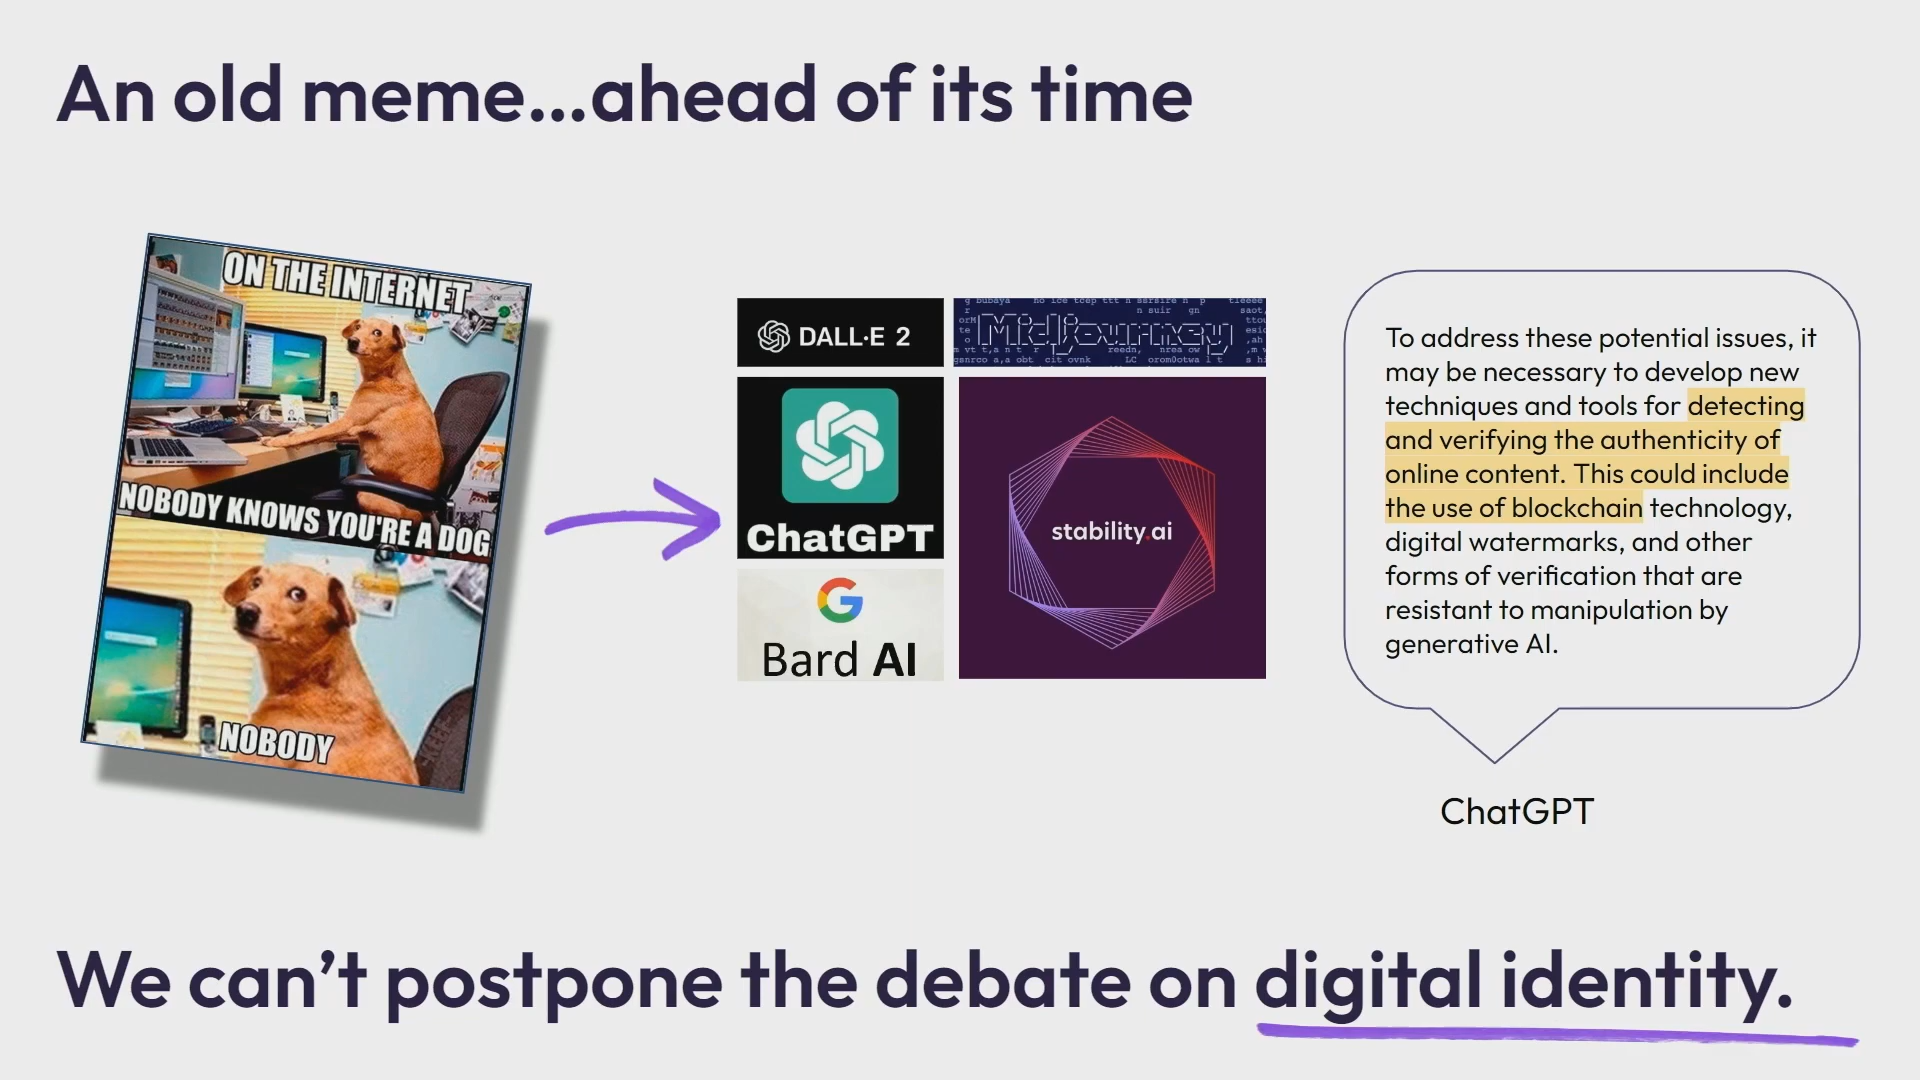 An old meme...ahead of its time
ON THE INTERNET
NOBODY KNOWS YOU'RE A DOG
NOBODY
DALL·E 2
Midjourney
ChatGPT
stability.ai
Bard AI
To address these potential issues, it
may be necessary to develop new
techniques and tools for detecting
and verifying the authenticity of
online content. This could include
the use of blockchain technology,
digital watermarks, and other
forms of verification that are
resistant to manipulation by
generative AI.
ChatGPT
We can’t postpone the debate on digital identity.